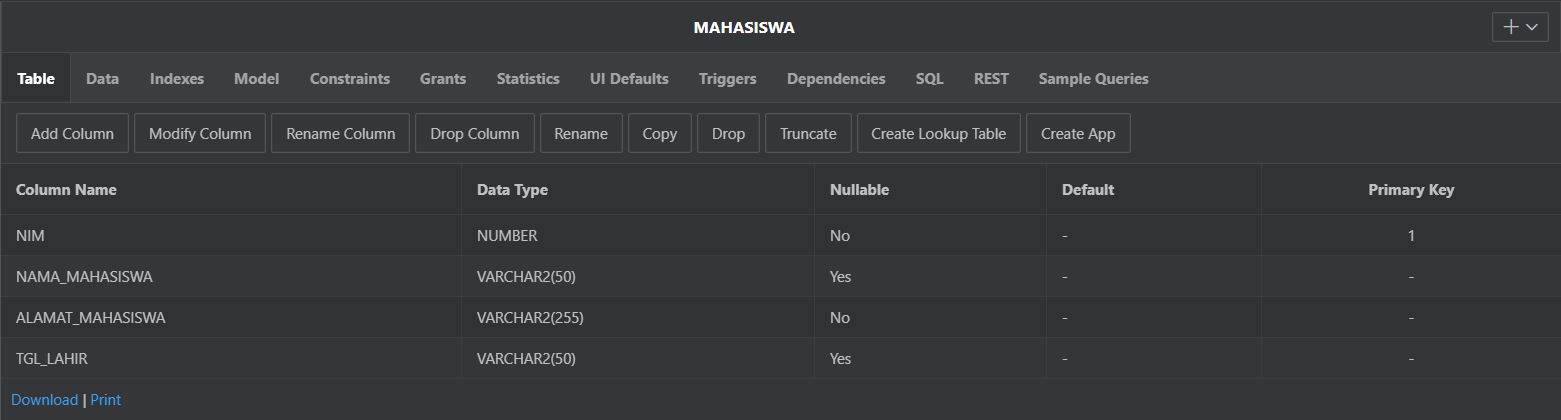 MAHASISWA
Table Data Indexes Model Constraints Grants Statistics UI Defaults Triggers Dependencies SQL REST Sample Queries
Add Column Modify Column Rename Column Drop Column Rename Copy Drop Truncate Create Lookup Table Create App
Column Name Data Type Nullable Default Primary Key
NIM NUMBER No - 1
NAMA_MAHASISWA VARCHAR2(50) Yes - -
ALAMAT_MAHASISWA VARCHAR2(255) No - -
TGL_LAHIR VARCHAR2(50) Yes - -
Download | Print